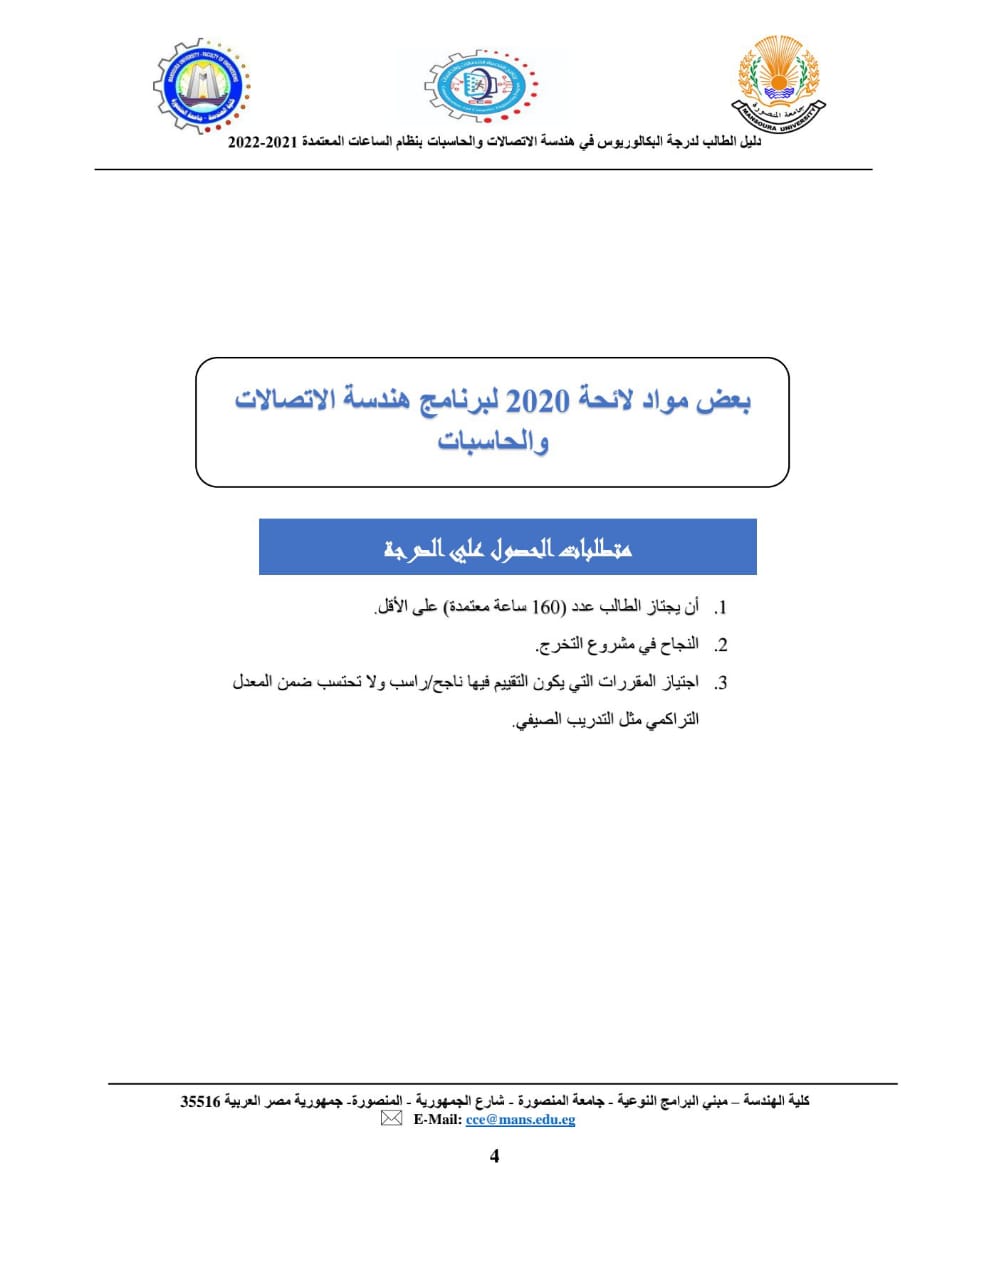 MANSOURA UNIVERSITY - FACULTY OF ENGINEERING
كلية الهندسة - جامعة المنصورة
جامعة المنصورة
MANSOURA UNIVERSITY
دليل الطالب لدرجة البكالوريوس في هندسة الاتصالات والحاسبات بنظام الساعات المعتمدة 2021-2022
بعض مواد لائحة 2020 لبرنامج هندسة الاتصالات
والحاسبات
متطلبات الحصول علي الدرجة
1. أن يجتاز الطالب عدد (160 ساعة معتمدة) على الأقل.
2. النجاح في مشروع التخرج.
3. اجتياز المقررات التي يكون التقييم فيها ناجح/راسب ولا تحتسب ضمن المعدل
التراكمي مثل التدريب الصيفي.
كلية الهندسة – مبني البرامج النوعية - جامعة المنصورة - شارع الجمهورية - المنصورة- جمهورية مصر العربية 35516
E-Mail: cce@mans.edu.eg
4